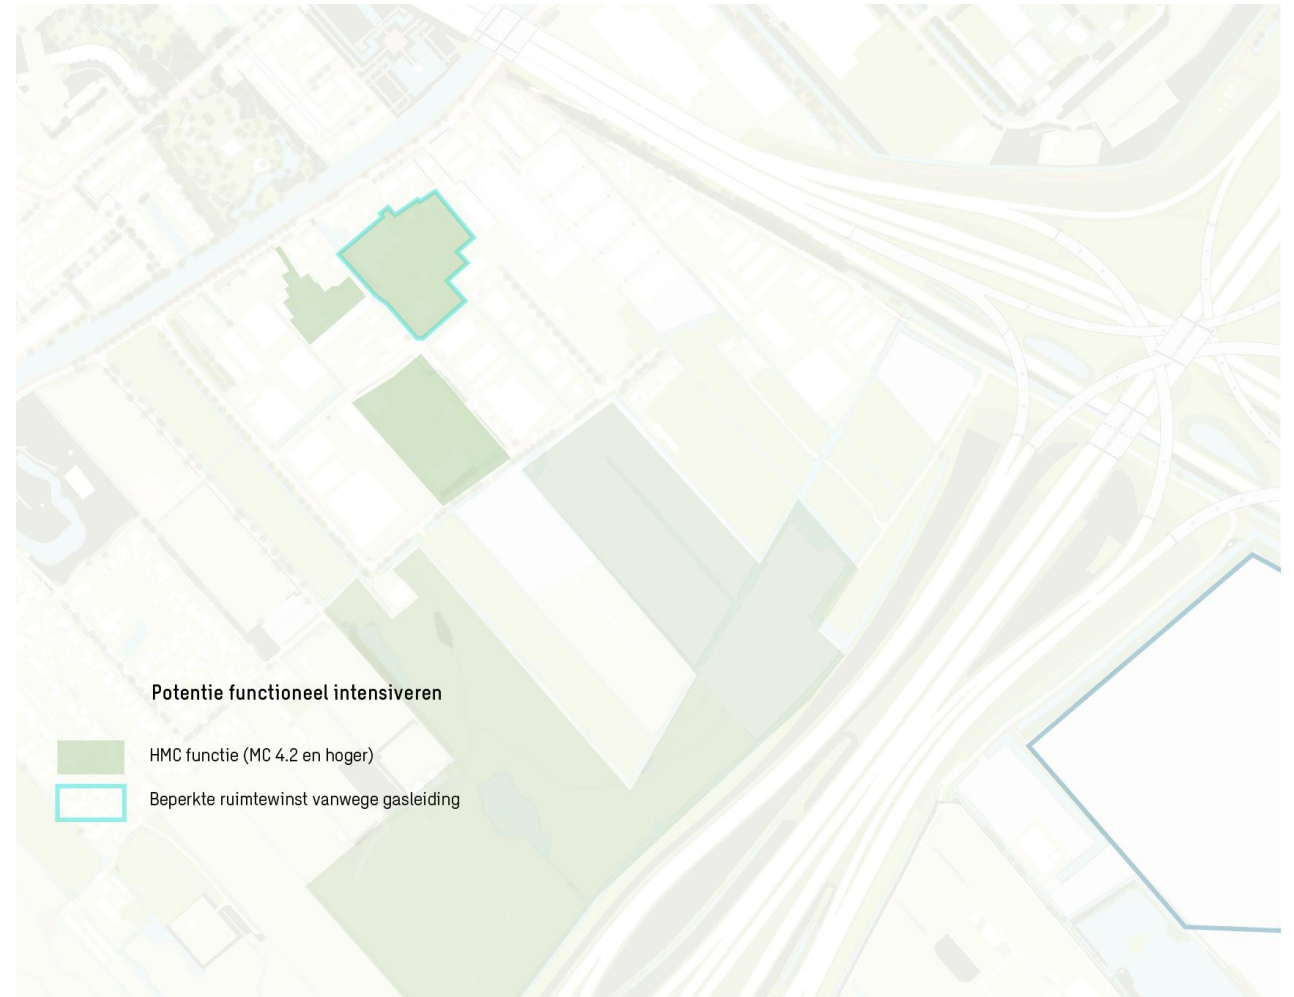 Potentie functioneel intensiveren
HMC functie (MC 4.2 en hoger)
Beperkte ruimtewinst vanwege gasleiding